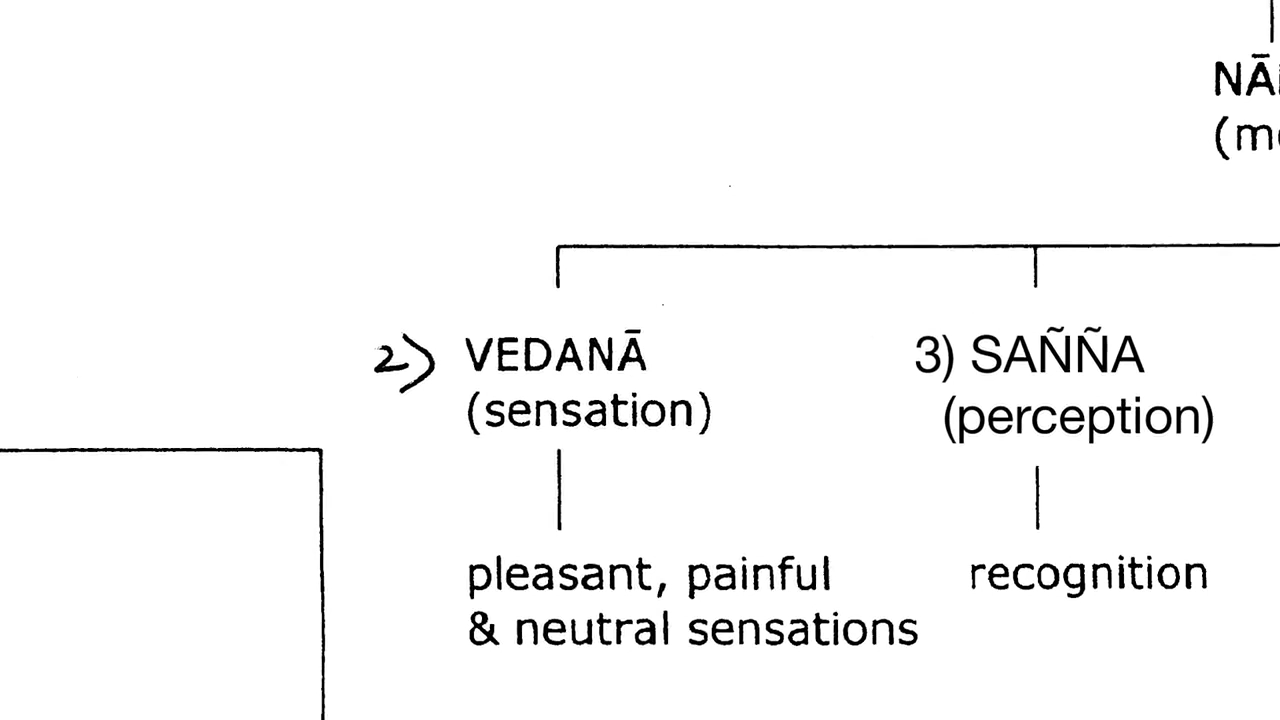 2) VEDANĀ
(sensation)
pleasant, painful
& neutral sensations
3) SAÑÑA
(perception)
recognition